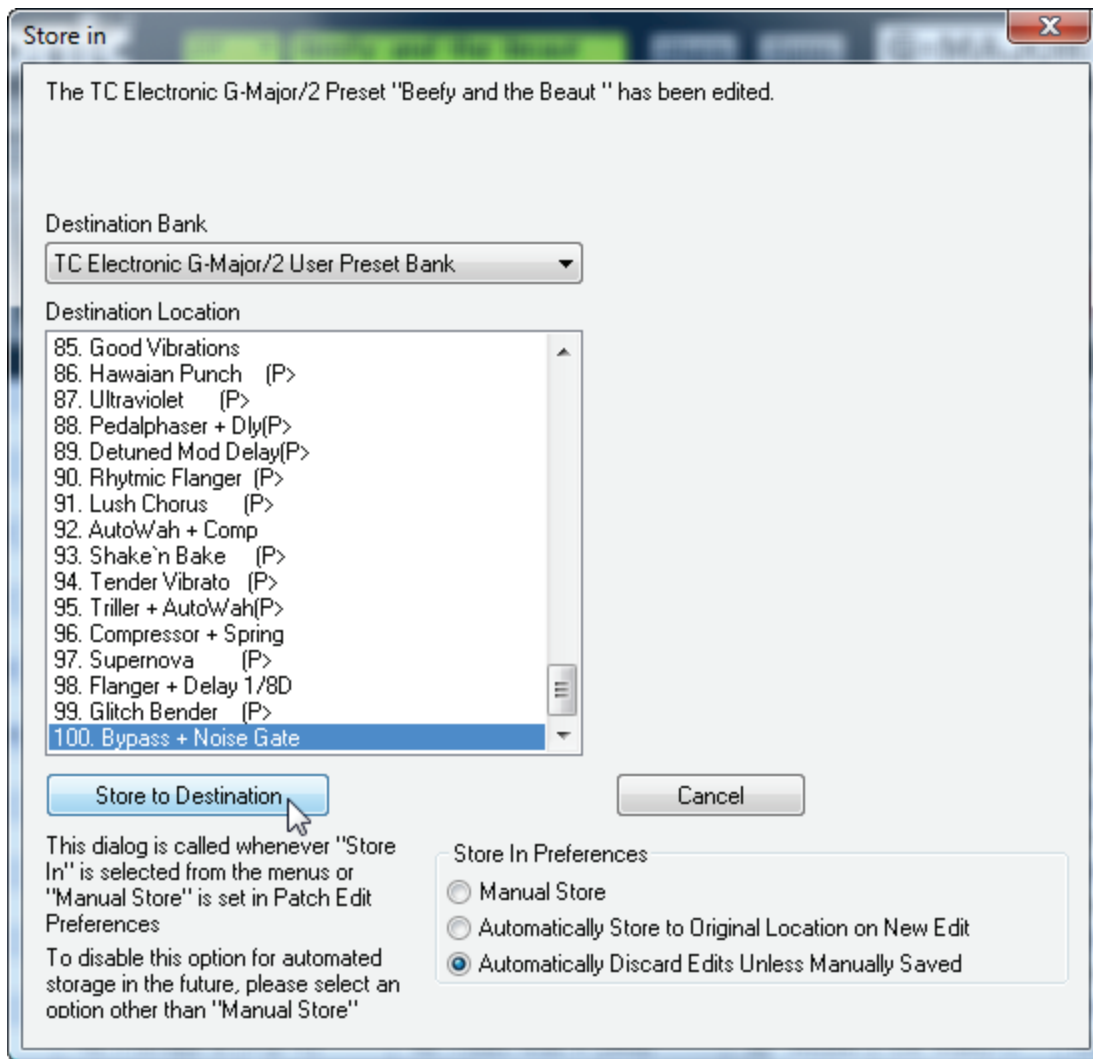 Store in
The TC Electronic G-Major/2 Preset "Beefy and the Beaut " has been edited.
Destination Bank
TC Electronic G-Major/2 User Preset Bank
Destination Location
85. Good Vibrations
86. Hawaian Punch (P>
87. Ultraviolet (P>
88. Pedalphaser + Dly(P>
89. Detuned Mod Delay(P>
90. Rhytmic Flanger (P>
91. Lush Chorus (P>
92. AutoWah + Comp
93. Shake`n Bake (P>
94. Tender Vibrato (P>
95. Triller + AutoWah(P>
96. Compressor + Spring
97. Supernova (P>
98. Flanger + Delay 1/8D
99. Glitch Bender (P>
100. Bypass + Noise Gate
Store to Destination
Cancel
This dialog is called whenever "Store
In" is selected from the menus or
"Manual Store" is set in Patch Edit
Preferences
To disable this option for automated
storage in the future, please select an
option other than "Manual Store"
Store In Preferences
Manual Store
Automatically Store to Original Location on New Edit
Automatically Discard Edits Unless Manually Saved